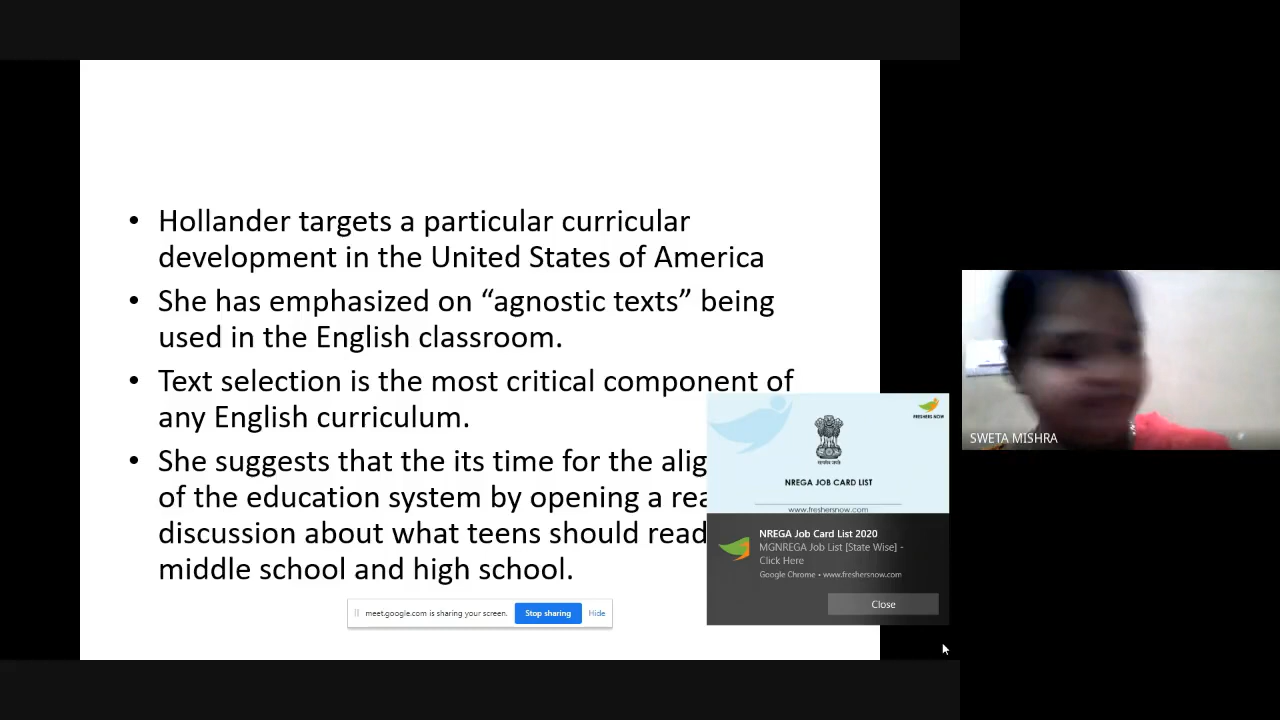 • Hollander targets a particular curricular
development in the United States of America
• She has emphasized on “agnostic texts” being
used in the English classroom.
• Text selection is the most critical component of
any English curriculum.
• She suggests that the its time for the
of the education system by opening a
discussion about what teens should read
middle school and high school.
meet.google.com is sharing your screen. Stop sharing Hide
FRESHERS NOW
सत्यमेव जयते
NREGA JOB CARD LIST
www.freshersnow.com
NREGA Job Card List 2020
MGNREGA Job List [State Wise] -
Click Here
Google Chrome • www.freshersnow.com
Close
SWETA MISHRA